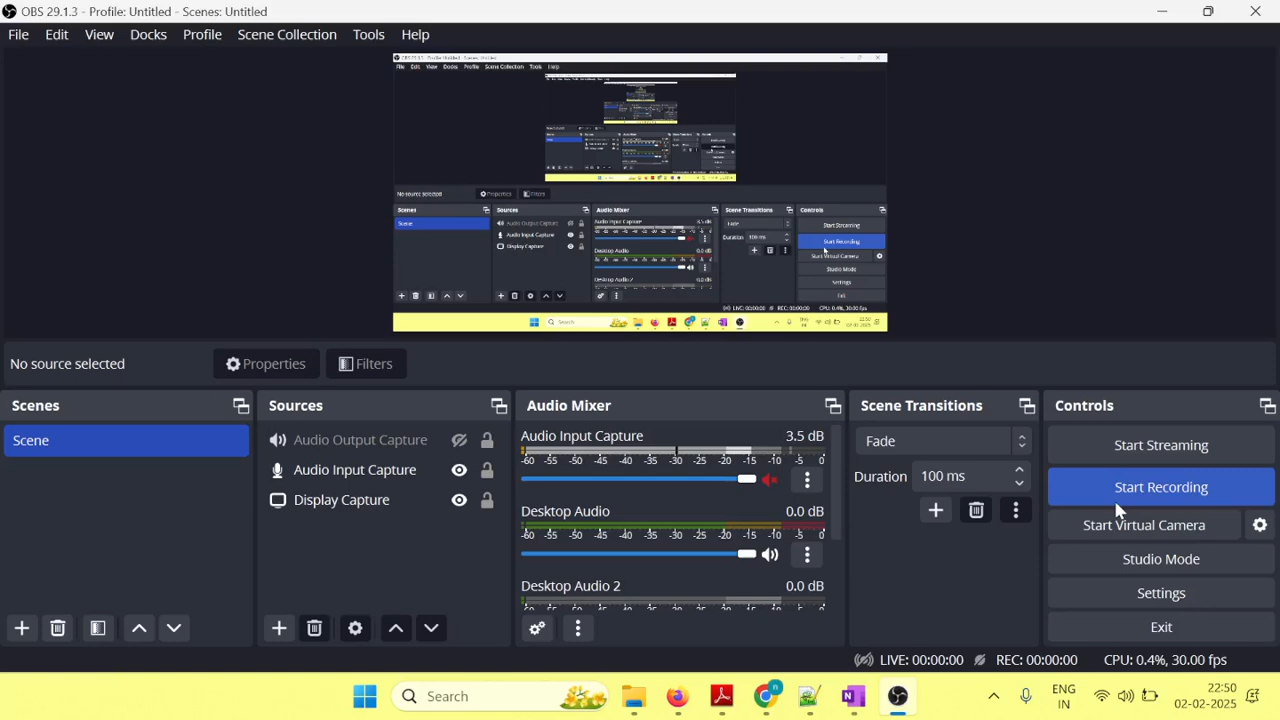 OBS 29.1.3 - Profile: Untitled - Scenes: Untitled
File Edit View Docks Profile Scene Collection Tools Help
No source selected Properties Filters
Scenes Sources Audio Mixer Scene Transitions Controls
Scene
Audio Output Capture
Audio Input Capture
Display Capture
Audio Input Capture 3.5 dB
-60 -55 -50 -45 -40 -35 -30 -25 -20 -15 -10 -5 0
Desktop Audio 0.0 dB
-60 -55 -50 -45 -40 -35 -30 -25 -20 -15 -10 -5 0
Desktop Audio 2 0.0 dB
Fade
Duration 100 ms
Start Streaming
Start Recording
Start Virtual Camera
Studio Mode
Settings
Exit
LIVE: 00:00:00 REC: 00:00:00 CPU: 0.4%, 30.00 fps
Search
ENG
IN
22:50
02-02-2025